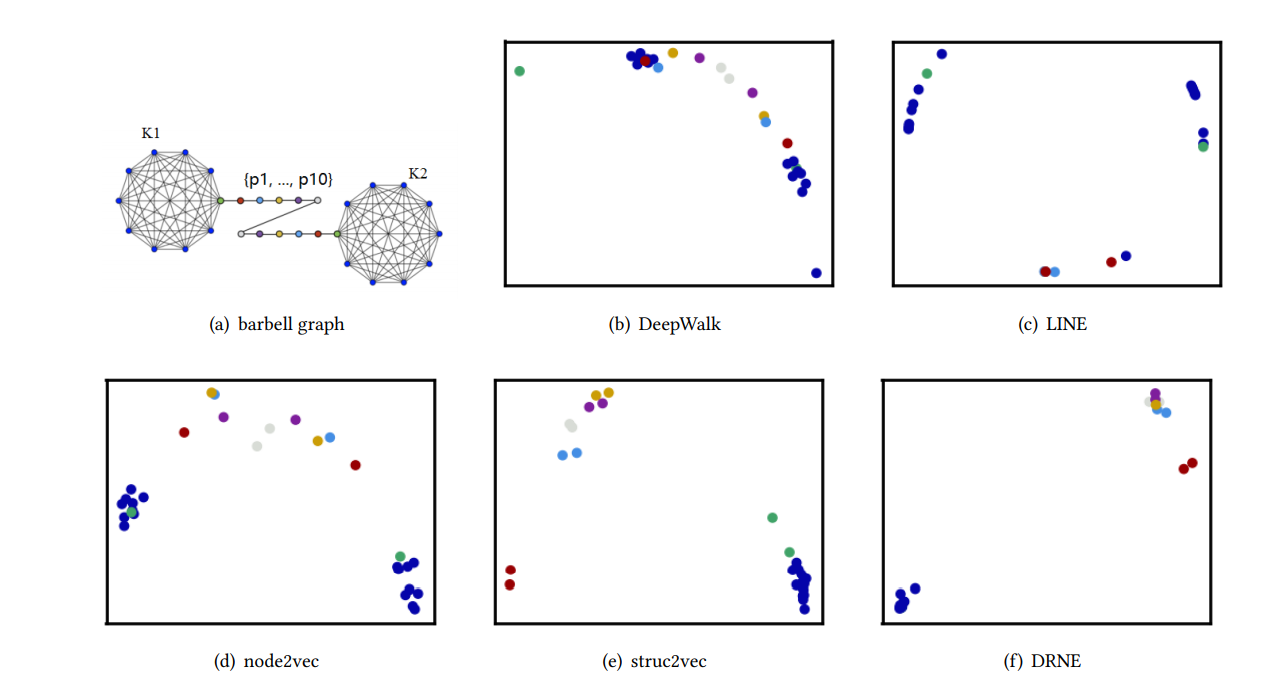 K1
{p1, ..., p10}
K2
(a) barbell graph
(b) DeepWalk
(c) LINE
(d) node2vec
(e) struc2vec
(f) DRNE